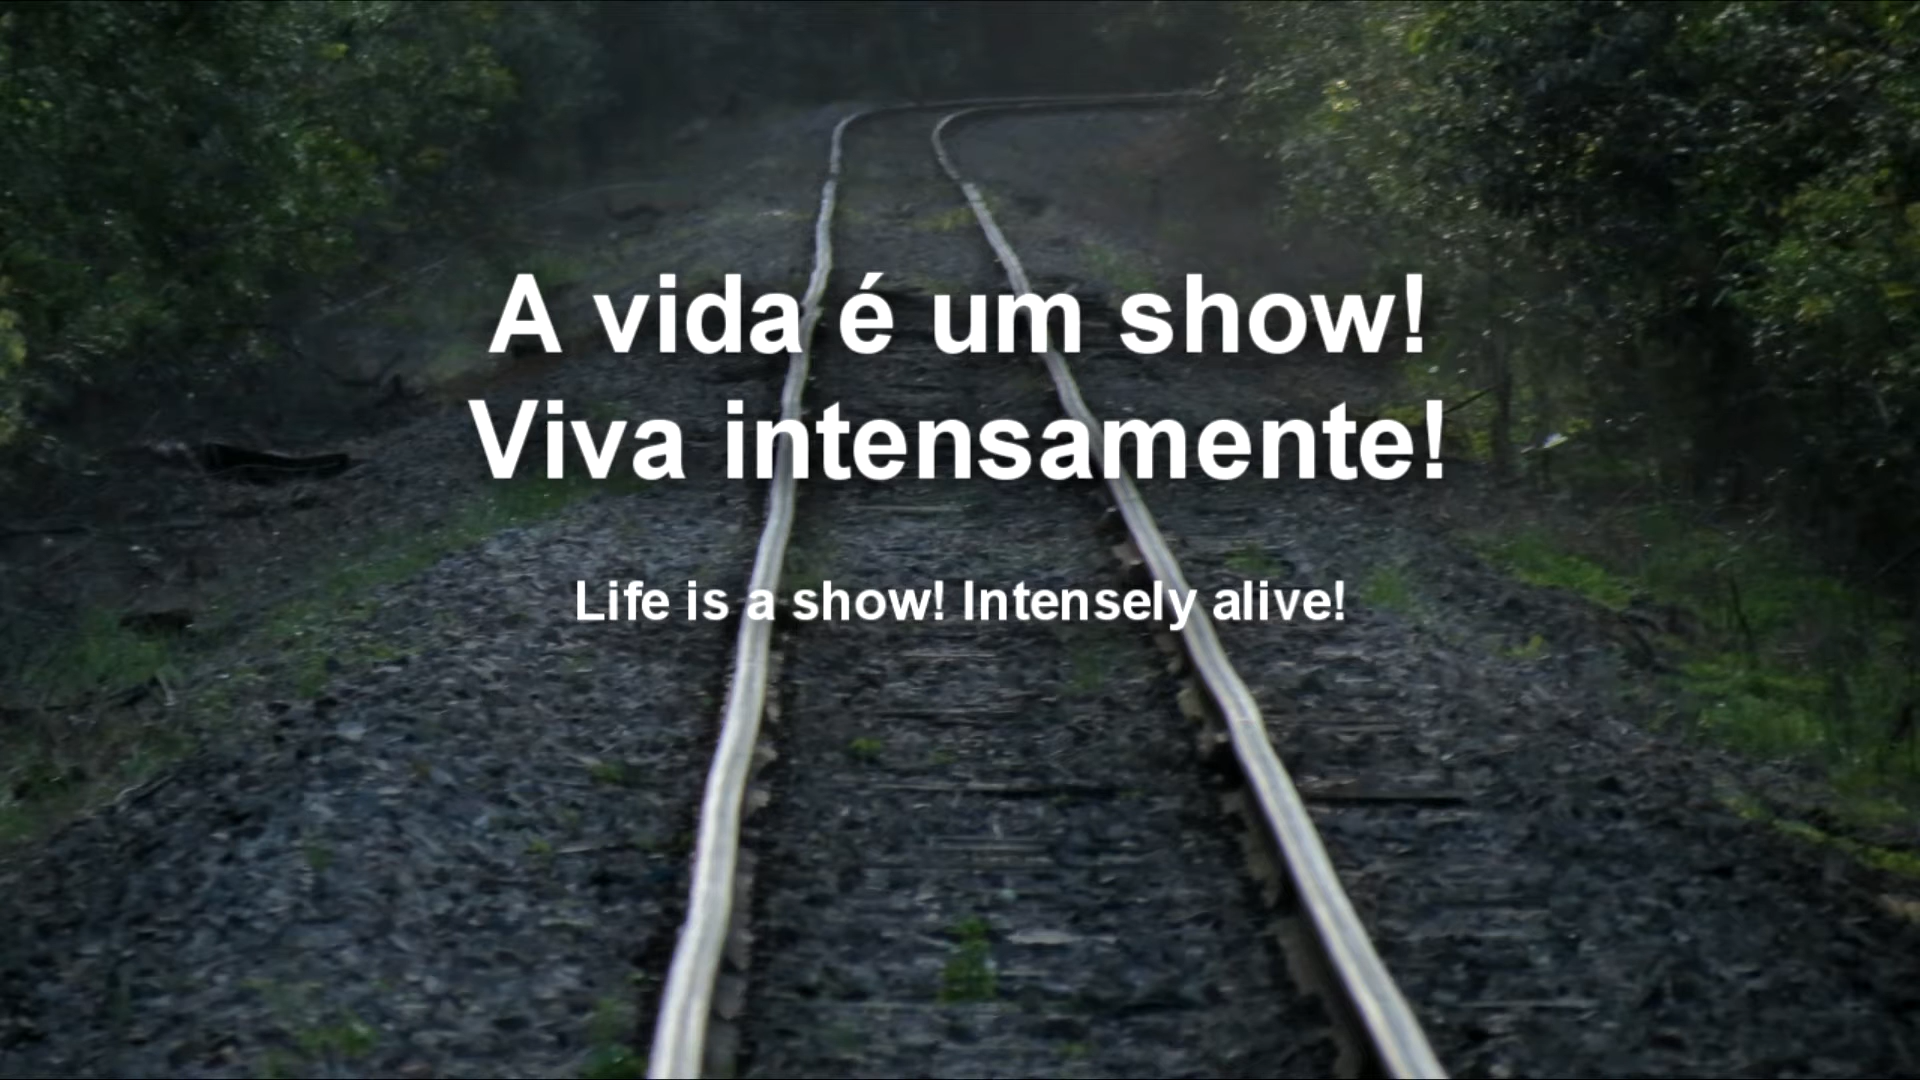 A vida é um show!
Viva intensamente!
Life is a show! Intensely alive!